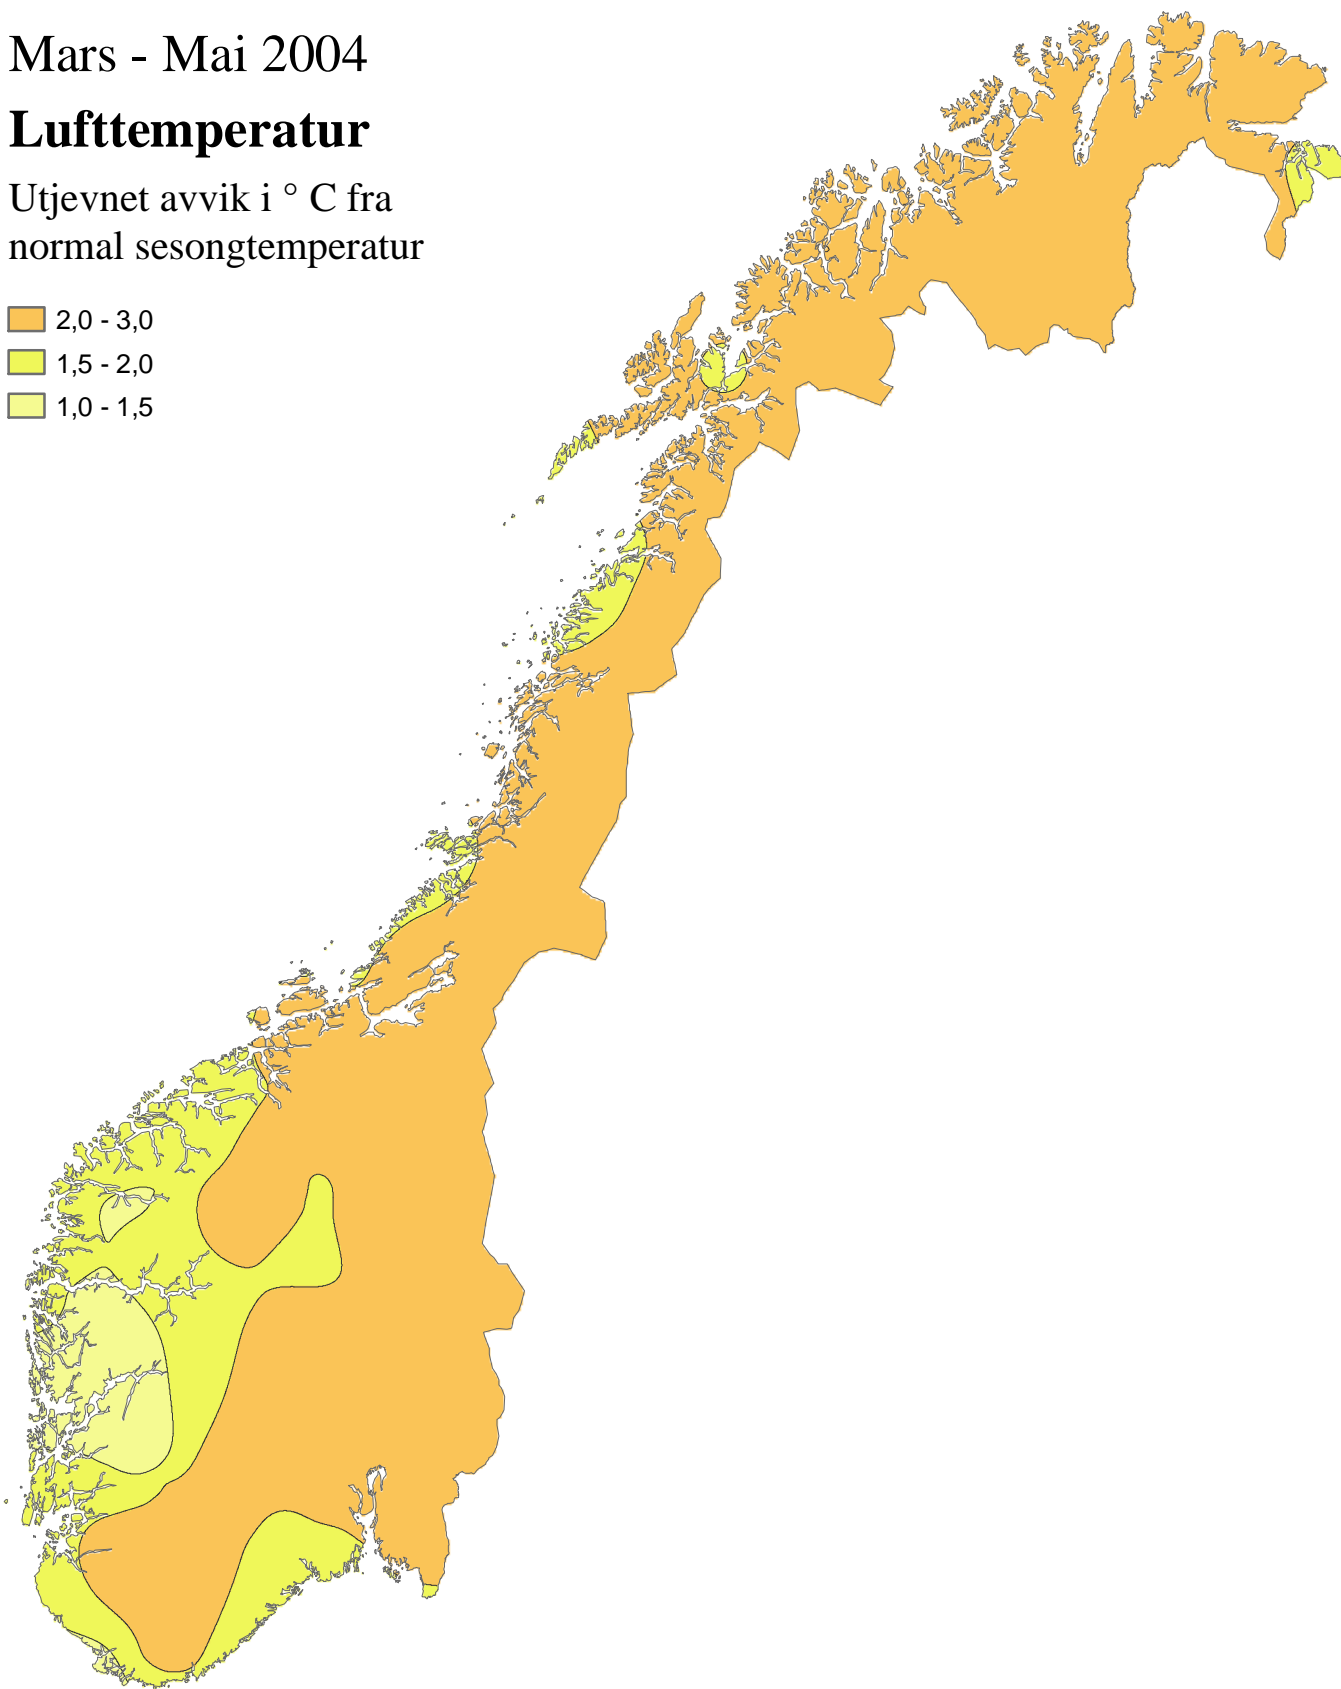 Mars - Mai 2004
Lufttemperatur
Utjevnet avvik i ° C fra
normal sesongtemperatur
2,0 - 3,0
1,5 - 2,0
1,0 - 1,5